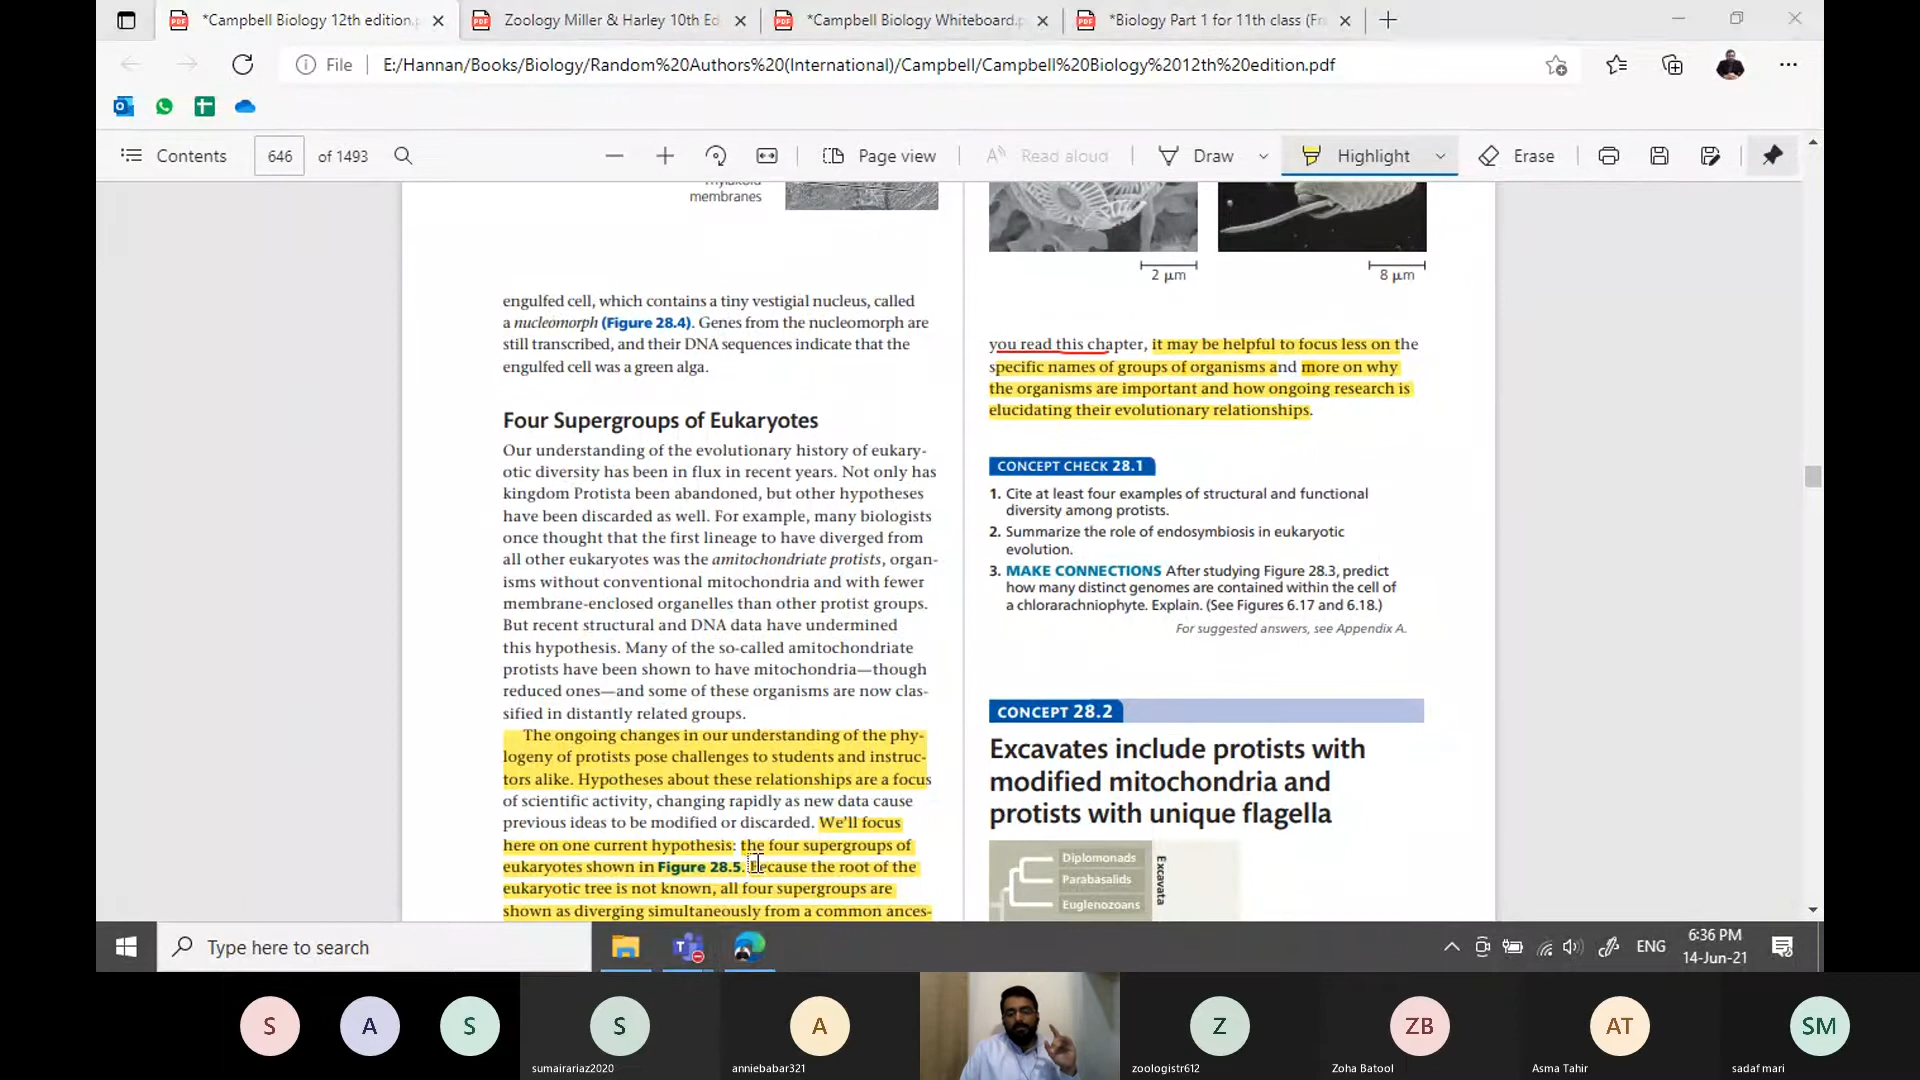 *Campbell Biology 12th edition.
Zoology Miller & Harley 10th Ed
*Campbell Biology Whiteboard.p
*Biology Part 1 for 11th class (Fr
File
E:/Hannan/Books/Biology/Random%20Authors%20(International)/Campbell/Campbell%20Biology%2012th%20edition.pdf
Contents
646
of 1493
Page view
Read aloud
Draw
Highlight
Erase
membranes
engulfed cell, which contains a tiny vestigial nucleus, called
a nucleomorph (Figure 28.4). Genes from the nucleomorph are
still transcribed, and their DNA sequences indicate that the
engulfed cell was a green alga.
Four Supergroups of Eukaryotes
Our understanding of the evolutionary history of eukary-
otic diversity has been in flux in recent years. Not only has
kingdom Protista been abandoned, but other hypotheses
have been discarded as well. For example, many biologists
once thought that the first lineage to have diverged from
all other eukaryotes was the amitochondriate protists, organ-
isms without conventional mitochondria and with fewer
membrane-enclosed organelles than other protist groups.
But recent structural and DNA data have undermined
this hypothesis. Many of the so-called amitochondriate
protists have been shown to have mitochondria—though
reduced ones—and some of these organisms are now clas-
sified in distantly related groups.
The ongoing changes in our understanding of the phy-
logeny of protists pose challenges to students and instruc-
tors alike. Hypotheses about these relationships are a focus
of scientific activity, changing rapidly as new data cause
previous ideas to be modified or discarded. We'll focus
here on one current hypothesis: the four supergroups of
eukaryotes shown in Figure 28.5. Because the root of the
eukaryotic tree is not known, all four supergroups are
shown as diverging simultaneously from a common ances-
2 μm
8 μm
you read this chapter, it may be helpful to focus less on the
specific names of groups of organisms and more on why
the organisms are important and how ongoing research is
elucidating their evolutionary relationships.
CONCEPT CHECK 28.1
1. Cite at least four examples of structural and functional
diversity among protists.
2. Summarize the role of endosymbiosis in eukaryotic
evolution.
3. MAKE CONNECTIONS After studying Figure 28.3, predict
how many distinct genomes are contained within the cell of
a chlorarachniophyte. Explain. (See Figures 6.17 and 6.18.)
For suggested answers, see Appendix A.
CONCEPT 28.2
Excavates include protists with
modified mitochondria and
protists with unique flagella
Diplomonads
Parabasalids
Euglenozoans
Excavata
Type here to search
ENG
6:36 PM
14-Jun-21
S
A
S
S
A
Z
ZB
AT
SM
sumairariaz2020
anniebabar321
zoologistr612
Zoha Batool
Asma Tahir
sadaf mari